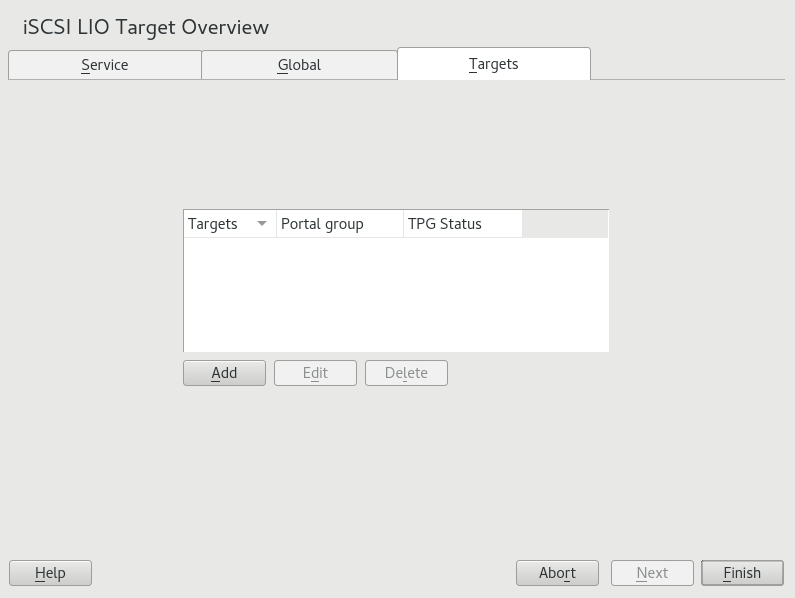 iSCSI LIO Target Overview
Service Global Targets
Targets Portal group TPG Status
Add Edit Delete
Help Abort Next Finish